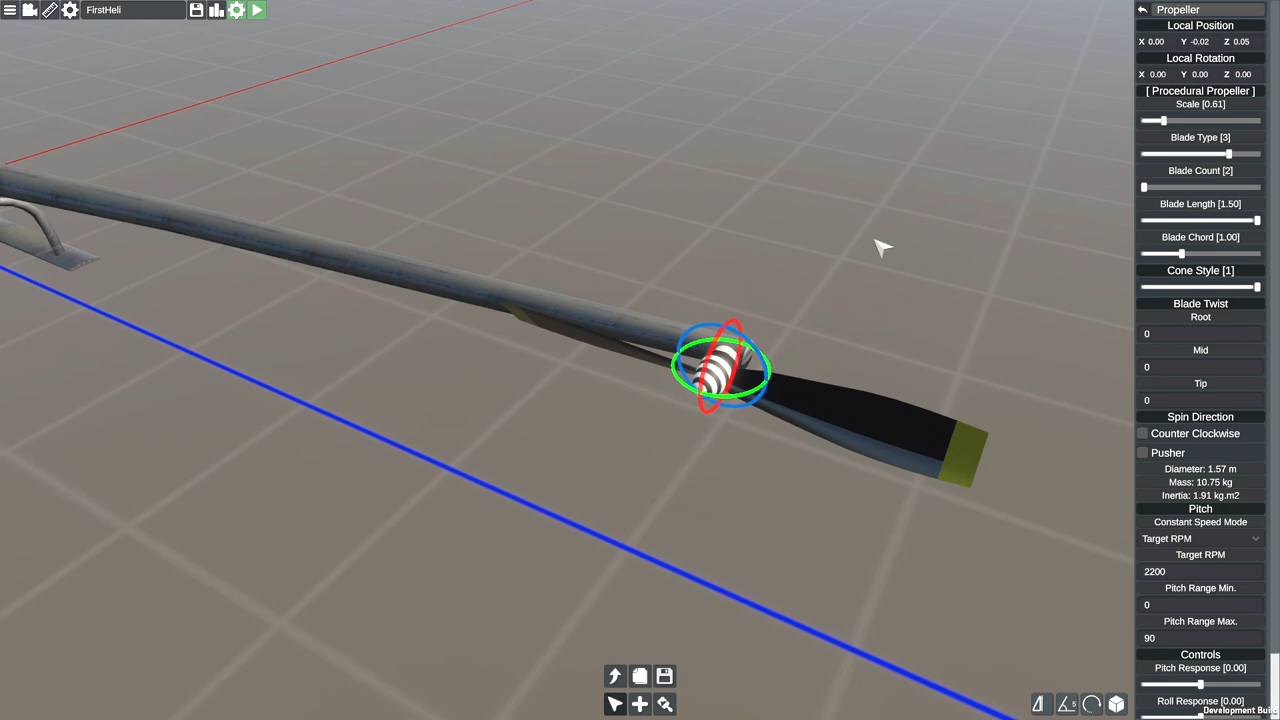 FirstHeli
Propeller
Local Position
X 0.00 Y -0.02 Z 0.05
Local Rotation
X 0.00 Y 0.00 Z 0.00
[ Procedural Propeller ]
Scale [0.61]
Blade Type [3]
Blade Count [2]
Blade Length [1.50]
Blade Chord [1.00]
Cone Style [1]
Blade Twist
Root
0
Mid
0
Tip
0
Spin Direction
Counter Clockwise
Pusher
Diameter: 1.57 m
Mass: 10.75 kg
Inertia: 1.91 kg.m2
Pitch
Constant Speed Mode
Target RPM
Target RPM
2200
Pitch Range Min.
0
Pitch Range Max.
90
Controls
Pitch Response [0.00]
Roll Response [0.00]
Development Build
5